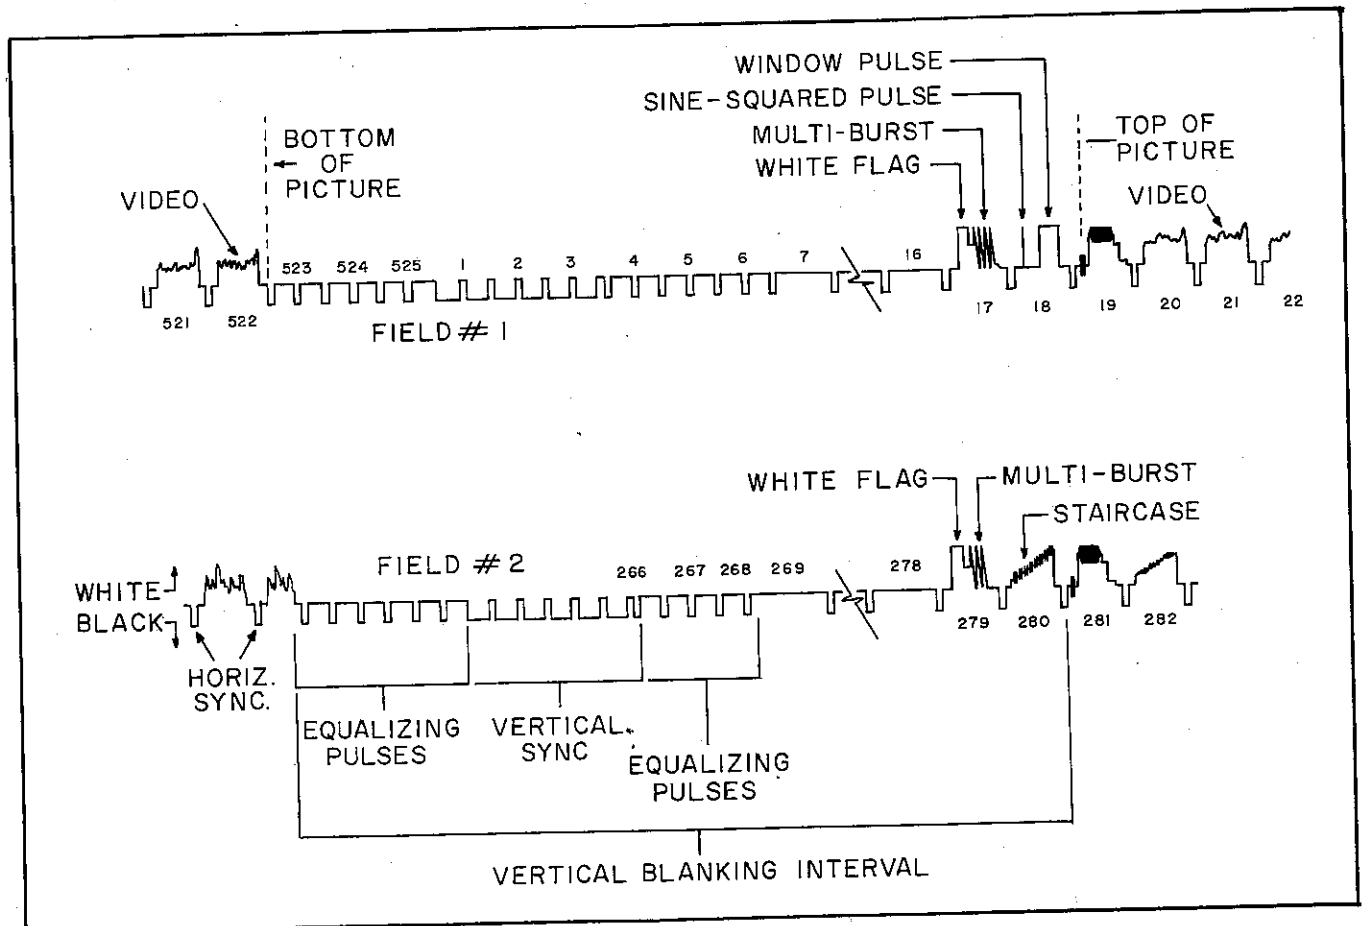 WINDOW PULSE
SINE-SQUARED PULSE
MULTI-BURST
WHITE FLAG
BOTTOM
OF
PICTURE
TOP OF
PICTURE
VIDEO
VIDEO
523 524 525 1 2 3 4 5 6 7 16
521 522 17 18 19 20 21 22
FIELD # 1
WHITE FLAG
MULTI-BURST
STAIRCASE
FIELD # 2
266 267 268 269 278
WHITE
BLACK
279 280 281 282
HORIZ.
SYNC.
EQUALIZING
PULSES
VERTICAL
SYNC
EQUALIZING
PULSES
VERTICAL BLANKING INTERVAL